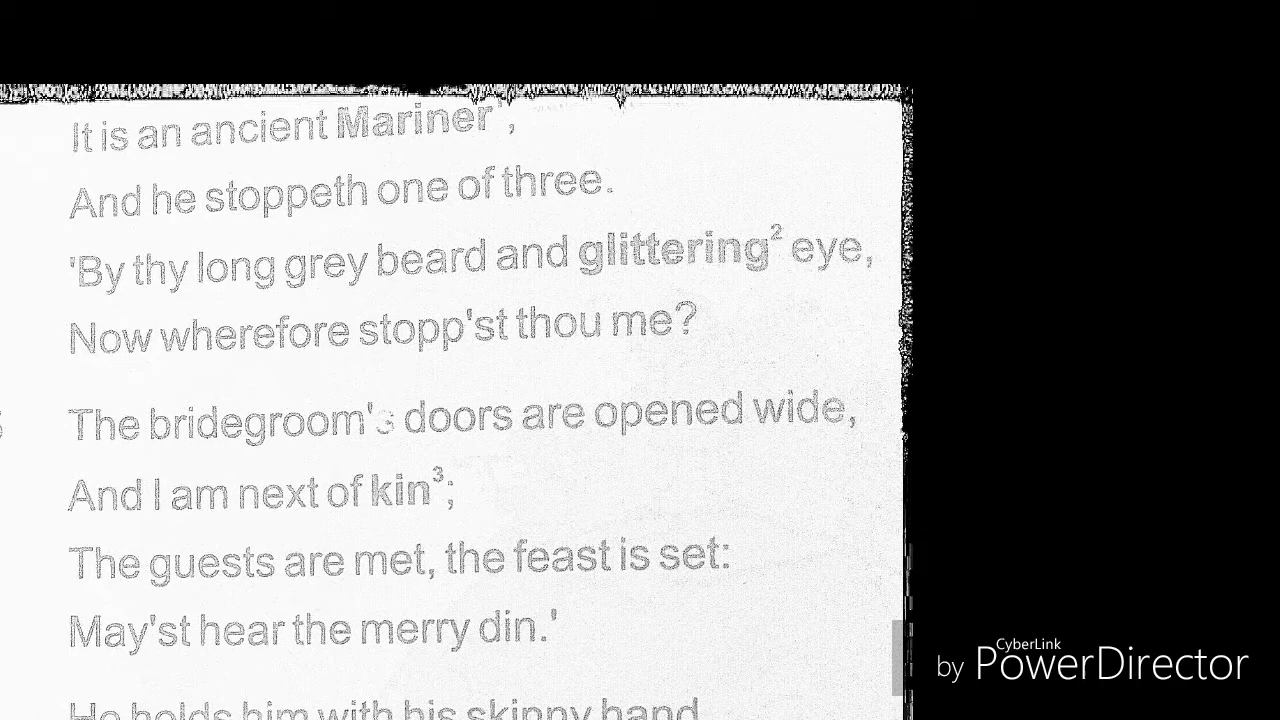 It is an ancient Mariner¹,
And he stoppeth one of three.
'By thy long grey beard and glittering² eye,
Now wherefore stopp'st thou me?
The bridegroom's doors are opened wide,
And I am next of kin³;
The guests are met, the feast is set:
May'st hear the merry din.'
He holds him with his skinny hand
CyberLink
by PowerDirector